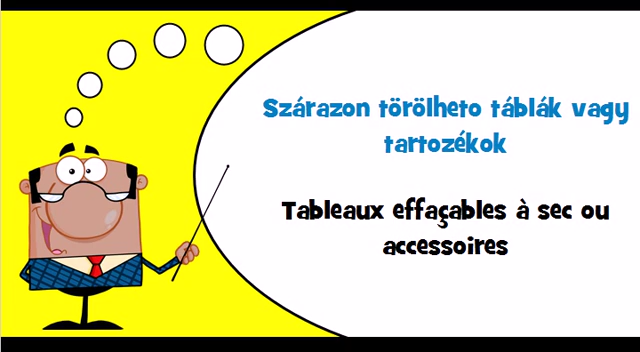 Szárazon törölheto táblák vagy
tartozékok
Tableaux effaçables à sec ou
accessoires